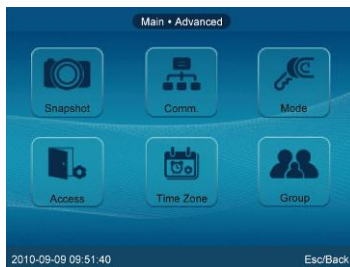 Main • Advanced
Snapshot Comm. Mode
Access Time Zone Group
2010-09-09 09:51:40 Esc/Back